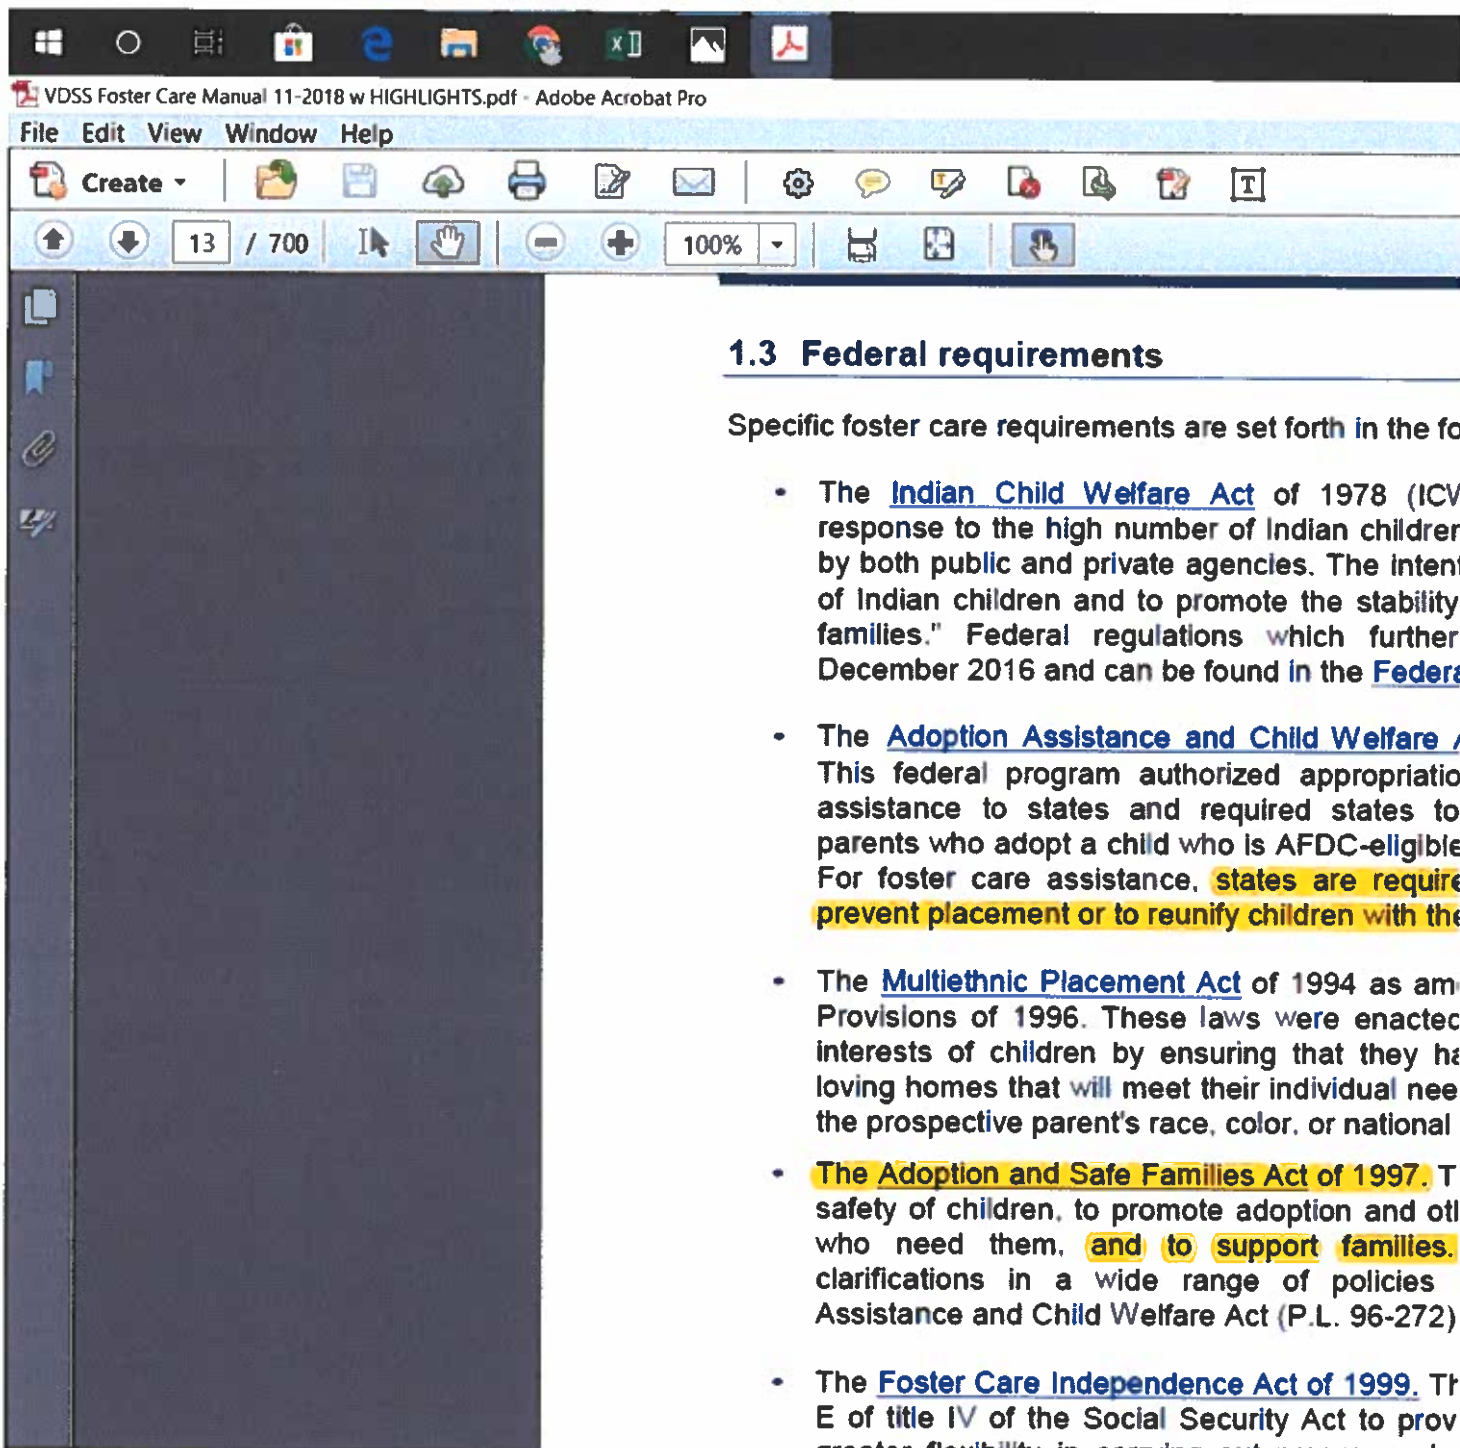 VDSS Foster Care Manual 11-2018 w HIGHLIGHTS.pdf - Adobe Acrobat Pro
File Edit View Window Help
Create
13 / 700 100%
1.3 Federal requirements
Specific foster care requirements are set forth in the fo
• The Indian Child Welfare Act of 1978 (ICW
response to the high number of Indian children
by both public and private agencies. The intent
of Indian children and to promote the stability
families." Federal regulations which further
December 2016 and can be found in the Federa
• The Adoption Assistance and Child Welfare A
This federal program authorized appropriatio
assistance to states and required states to
parents who adopt a child who is AFDC-eligible
For foster care assistance, states are require
prevent placement or to reunify children with the
• The Multiethnic Placement Act of 1994 as am
Provisions of 1996. These laws were enacted
interests of children by ensuring that they ha
loving homes that will meet their individual nee
the prospective parent's race, color, or national
• The Adoption and Safe Families Act of 1997. T
safety of children, to promote adoption and oth
who need them, and to support families.
clarifications in a wide range of policies
Assistance and Child Welfare Act (P.L. 96-272)
• The Foster Care Independence Act of 1999. Th
E of title IV of the Social Security Act to prov